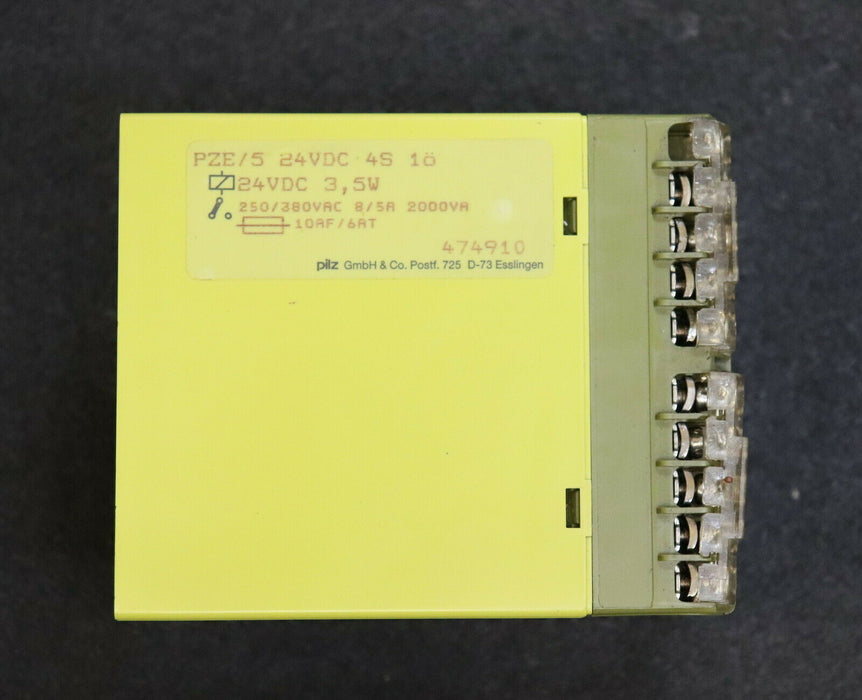 PZE/5 24VDC 4S 1ö
24VDC 3,5W
250/380VAC 8/5A 2000VA
10AF/6AT
474910
pilz GmbH & Co. Postf. 725 D-73 Esslingen